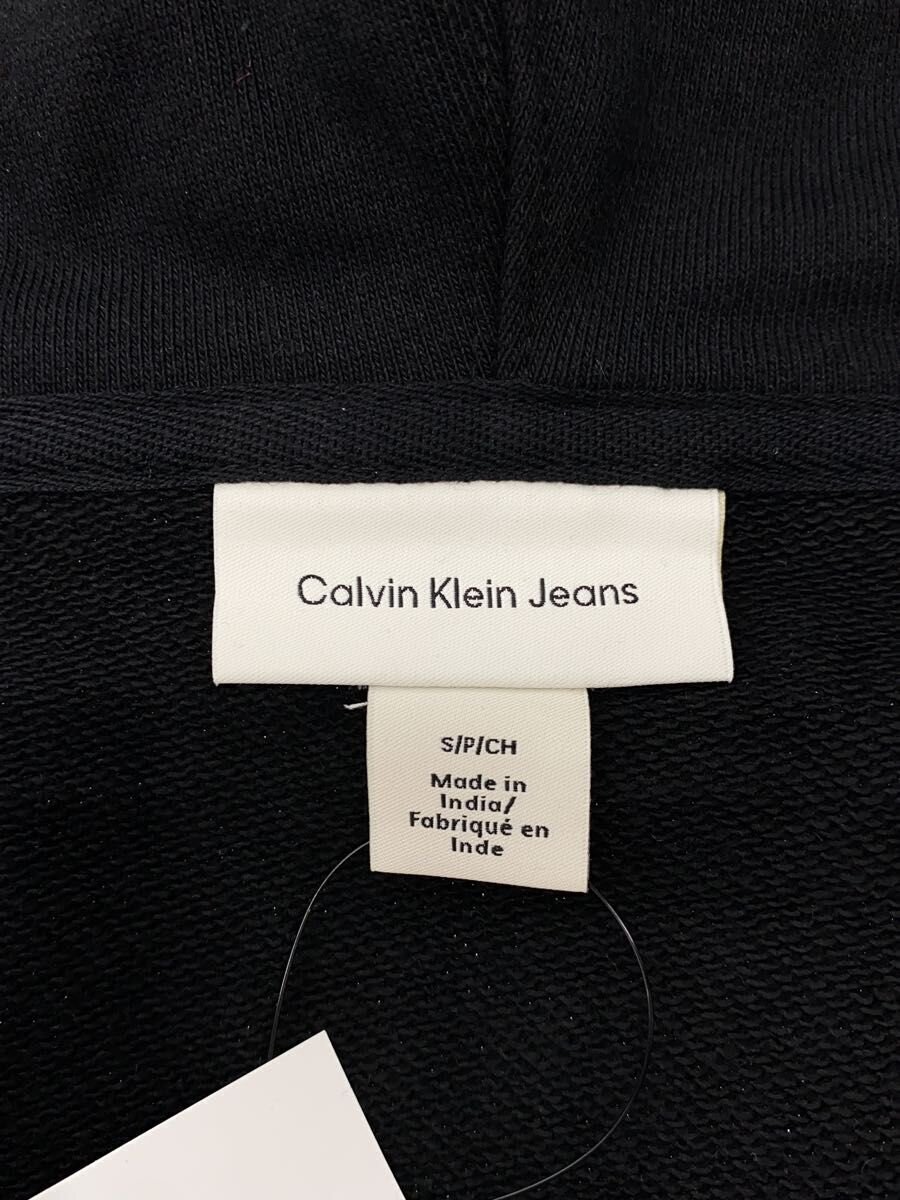 Calvin Klein Jeans
S/P/CH
Made in
India/
Fabriqué en
Inde